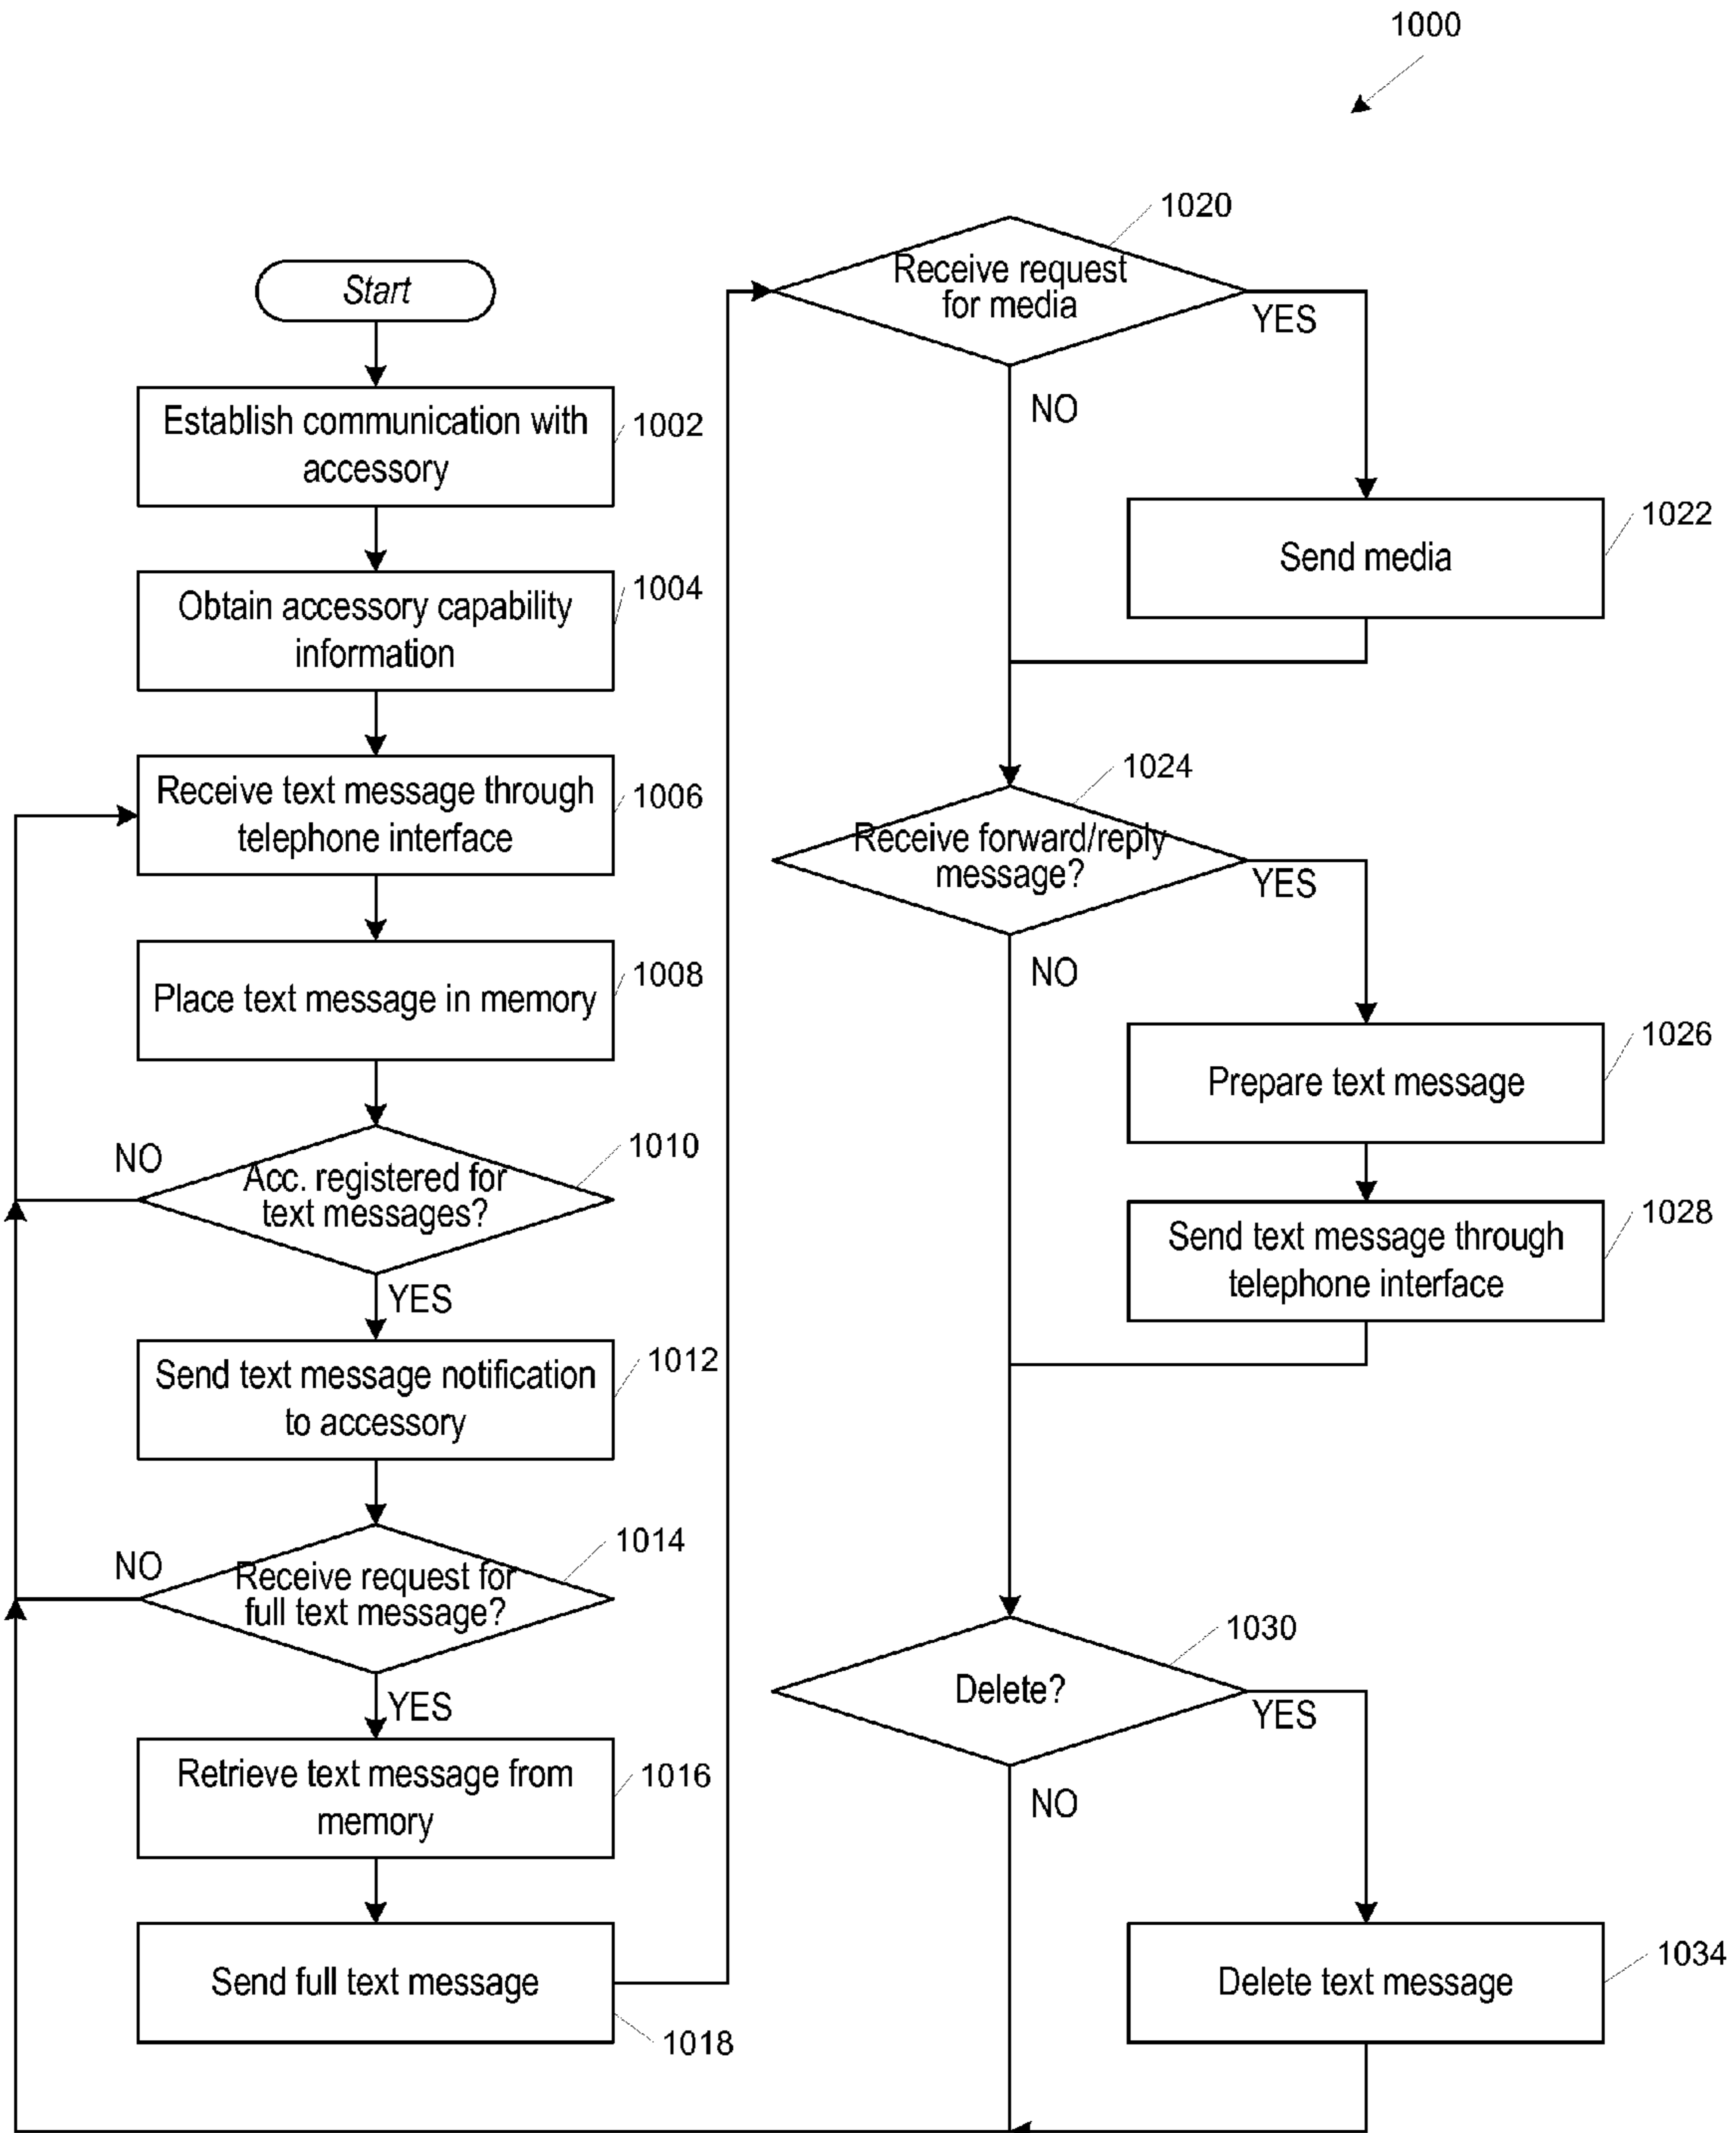 1000
Start
Establish communication with
accessory
1002
Obtain accessory capability
information
1004
Receive text message through
telephone interface
1006
Place text message in memory
1008
Acc. registered for
text messages?
1010
NO
YES
Send text message notification
to accessory
1012
Receive request for
full text message?
1014
NO
YES
Retrieve text message from
memory
1016
Send full text message
1018
Receive request
for media
1020
YES
NO
Send media
1022
Receive forward/reply
message?
1024
YES
NO
Prepare text message
1026
Send text message through
telephone interface
1028
Delete?
1030
YES
NO
Delete text message
1034